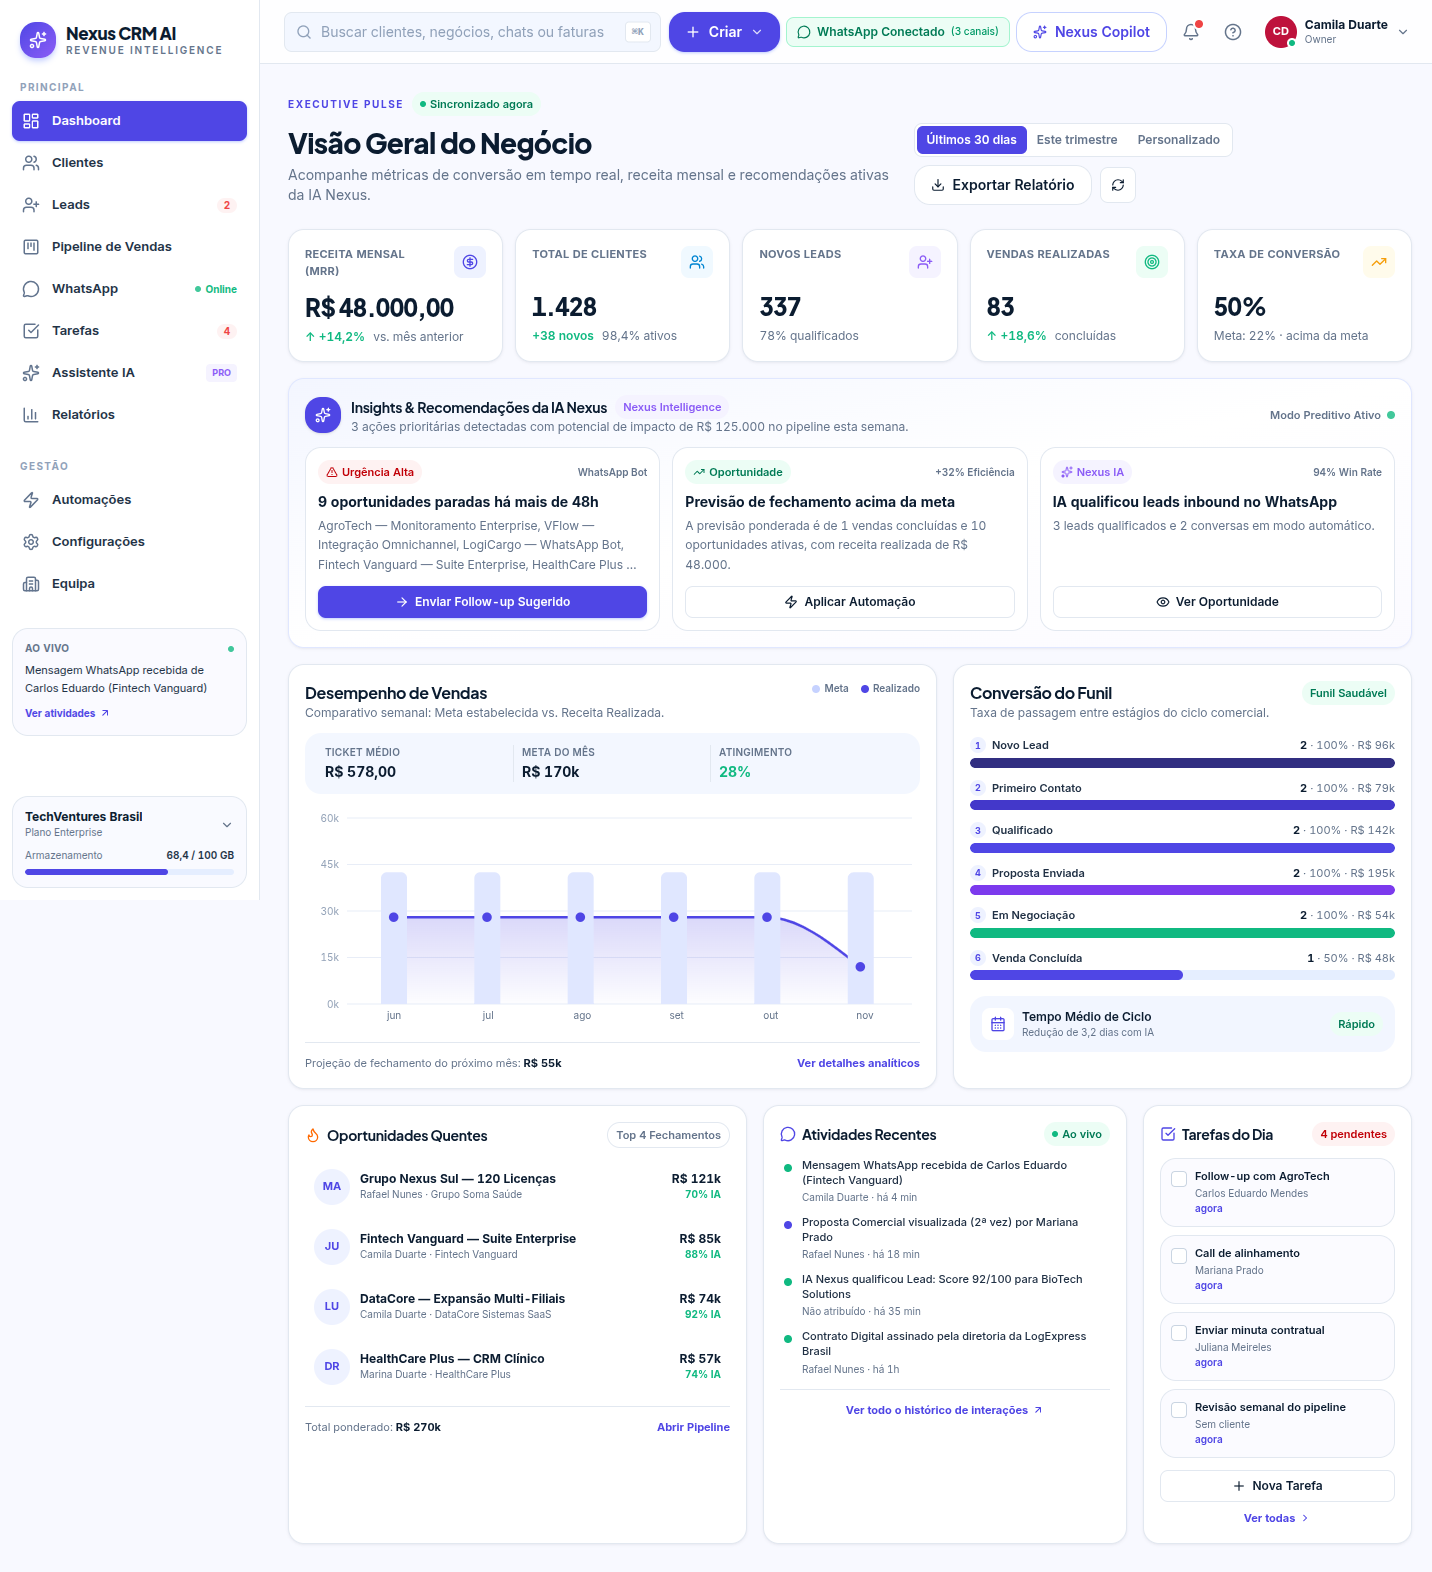 Nexus CRM AI
REVENUE INTELLIGENCE
PRINCIPAL
Dashboard
Clientes
Leads 2
Pipeline de Vendas
WhatsApp Online
Tarefas 4
Assistente IA PRO
Relatórios
GESTÃO
Automações
Configurações
Equipa
AO VIVO
Mensagem WhatsApp recebida de
Carlos Eduardo (Fintech Vanguard)
Ver atividades
TechVentures Brasil
Plano Enterprise
Armazenamento 68,4 / 100 GB
Buscar clientes, negócios, chats ou faturas ⌘K
Criar
WhatsApp Conectado (3 canais)
Nexus Copilot
CD
Camila Duarte
Owner
EXECUTIVE PULSE Sincronizado agora
Visão Geral do Negócio
Acompanhe métricas de conversão em tempo real, receita mensal e recomendações ativas
da IA Nexus.
Últimos 30 dias Este trimestre Personalizado
Exportar Relatório
RECEITA MENSAL
(MRR)
R$ 48.000,00
↑ +14,2% vs. mês anterior
TOTAL DE CLIENTES
1.428
+38 novos 98,4% ativos
NOVOS LEADS
337
78% qualificados
VENDAS REALIZADAS
83
↑ +18,6% concluídas
TAXA DE CONVERSÃO
50%
Meta: 22% · acima da meta
Insights & Recomendações da IA Nexus Nexus Intelligence
3 ações prioritárias detectadas com potencial de impacto de R$ 125.000 no pipeline esta semana.
Modo Preditivo Ativo
Urgência Alta WhatsApp Bot
9 oportunidades paradas há mais de 48h
AgroTech — Monitoramento Enterprise, VFlow —
Integração Omnichannel, LogiCargo — WhatsApp Bot,
Fintech Vanguard — Suite Enterprise, HealthCare Plus ...
Enviar Follow-up Sugerido
Oportunidade +32% Eficiência
Previsão de fechamento acima da meta
A previsão ponderada é de 1 vendas concluídas e 10
oportunidades ativas, com receita realizada de R$
48.000.
Aplicar Automação
Nexus IA 94% Win Rate
IA qualificou leads inbound no WhatsApp
3 leads qualificados e 2 conversas em modo automático.
Ver Oportunidade
Desempenho de Vendas
Comparativo semanal: Meta estabelecida vs. Receita Realizada.
Meta Realizado
TICKET MÉDIO
R$ 578,00
META DO MÊS
R$ 170k
ATINGIMENTO
28%
60k
45k
30k
15k
0k
jun jul ago set out nov
Projeção de fechamento do próximo mês: R$ 55k
Ver detalhes analíticos
Conversão do Funil
Taxa de passagem entre estágios do ciclo comercial.
Funil Saudável
1 Novo Lead 2 · 100% · R$ 96k
2 Primeiro Contato 2 · 100% · R$ 79k
3 Qualificado 2 · 100% · R$ 142k
4 Proposta Enviada 2 · 100% · R$ 195k
5 Em Negociação 2 · 100% · R$ 54k
6 Venda Concluída 1 · 50% · R$ 48k
Tempo Médio de Ciclo
Redução de 3,2 dias com IA
Rápido
Oportunidades Quentes Top 4 Fechamentos
MA
Grupo Nexus Sul — 120 Licenças R$ 121k
Rafael Nunes · Grupo Soma Saúde 70% IA
JU
Fintech Vanguard — Suite Enterprise R$ 85k
Camila Duarte · Fintech Vanguard 88% IA
LU
DataCore — Expansão Multi-Filiais R$ 74k
Camila Duarte · DataCore Sistemas SaaS 92% IA
DR
HealthCare Plus — CRM Clínico R$ 57k
Marina Duarte · HealthCare Plus 74% IA
Total ponderado: R$ 270k Abrir Pipeline
Atividades Recentes Ao vivo
Mensagem WhatsApp recebida de Carlos Eduardo
(Fintech Vanguard)
Camila Duarte · há 4 min
Proposta Comercial visualizada (2ª vez) por Mariana
Prado
Rafael Nunes · há 18 min
IA Nexus qualificou Lead: Score 92/100 para BioTech
Solutions
Não atribuído · há 35 min
Contrato Digital assinado pela diretoria da LogExpress
Brasil
Rafael Nunes · há 1h
Ver todo o histórico de interações
Tarefas do Dia 4 pendentes
Follow-up com AgroTech
Carlos Eduardo Mendes
agora
Call de alinhamento
Mariana Prado
agora
Enviar minuta contratual
Juliana Meireles
agora
Revisão semanal do pipeline
Sem cliente
agora
Nova Tarefa
Ver todas